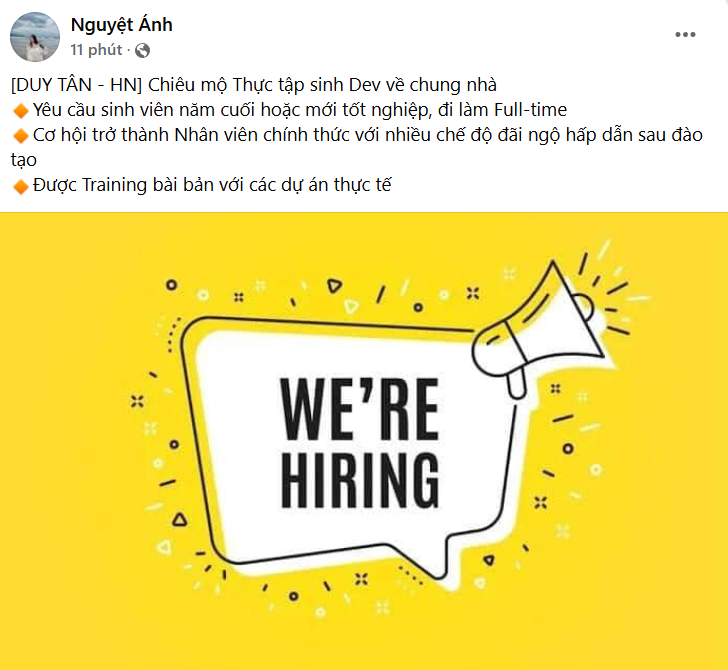 Nguyệt Ánh
11 phút ·
[DUY TÂN - HN] Chiêu mộ Thực tập sinh Dev về chung nhà
🔸Yêu cầu sinh viên năm cuối hoặc mới tốt nghiệp, đi làm Full-time
🔸Cơ hội trở thành Nhân viên chính thức với nhiều chế độ đãi ngộ hấp dẫn sau đào
tạo
🔸Được Training bài bản với các dự án thực tế
WE'RE
HIRING